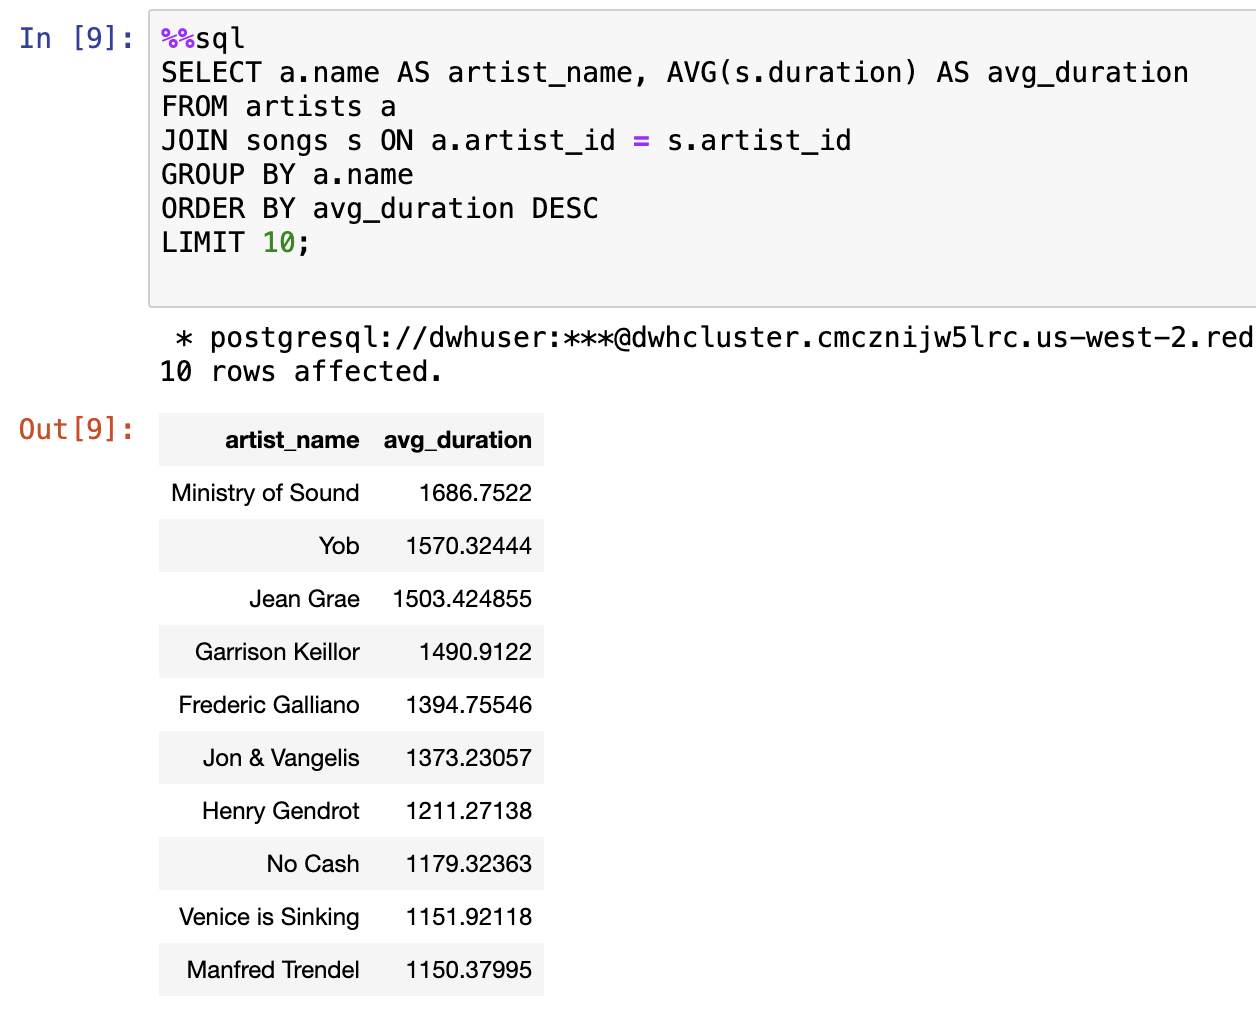 In [9]:
%%sql
SELECT a.name AS artist_name, AVG(s.duration) AS avg_duration
FROM artists a
JOIN songs s ON a.artist_id = s.artist_id
GROUP BY a.name
ORDER BY avg_duration DESC
LIMIT 10;
* postgresql://dwhuser:***@dwhcluster.cmcznijw5lrc.us-west-2.red
10 rows affected.
Out[9]:
artist_name avg_duration
Ministry of Sound 1686.7522
Yob 1570.32444
Jean Grae 1503.424855
Garrison Keillor 1490.9122
Frederic Galliano 1394.75546
Jon & Vangelis 1373.23057
Henry Gendrot 1211.27138
No Cash 1179.32363
Venice is Sinking 1151.92118
Manfred Trendel 1150.37995